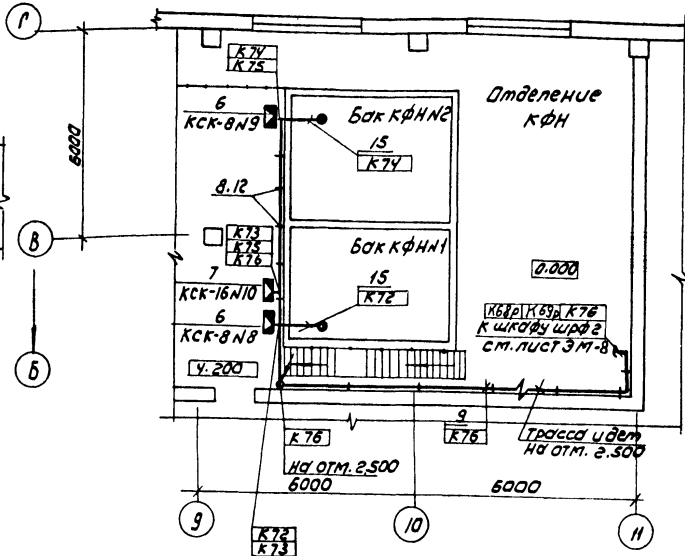 Г
К74
К75
6
КСК-8№9
Бак КФН№2
Отделение
КФН
15
К74
6000
8.12
В
К73
К75
К76
Бак КФН№1
7
КСК-16№10
15
К72
0.000
6
КСК-8№8
К68р К69р К76
к шкафу шрф2
см. лист ЭМ-8
Б
4.200
К76
9
К76
Трасса идет
на отм. 2.500
на отм. 2.500
6000
6000
9
10
11
К72
К73